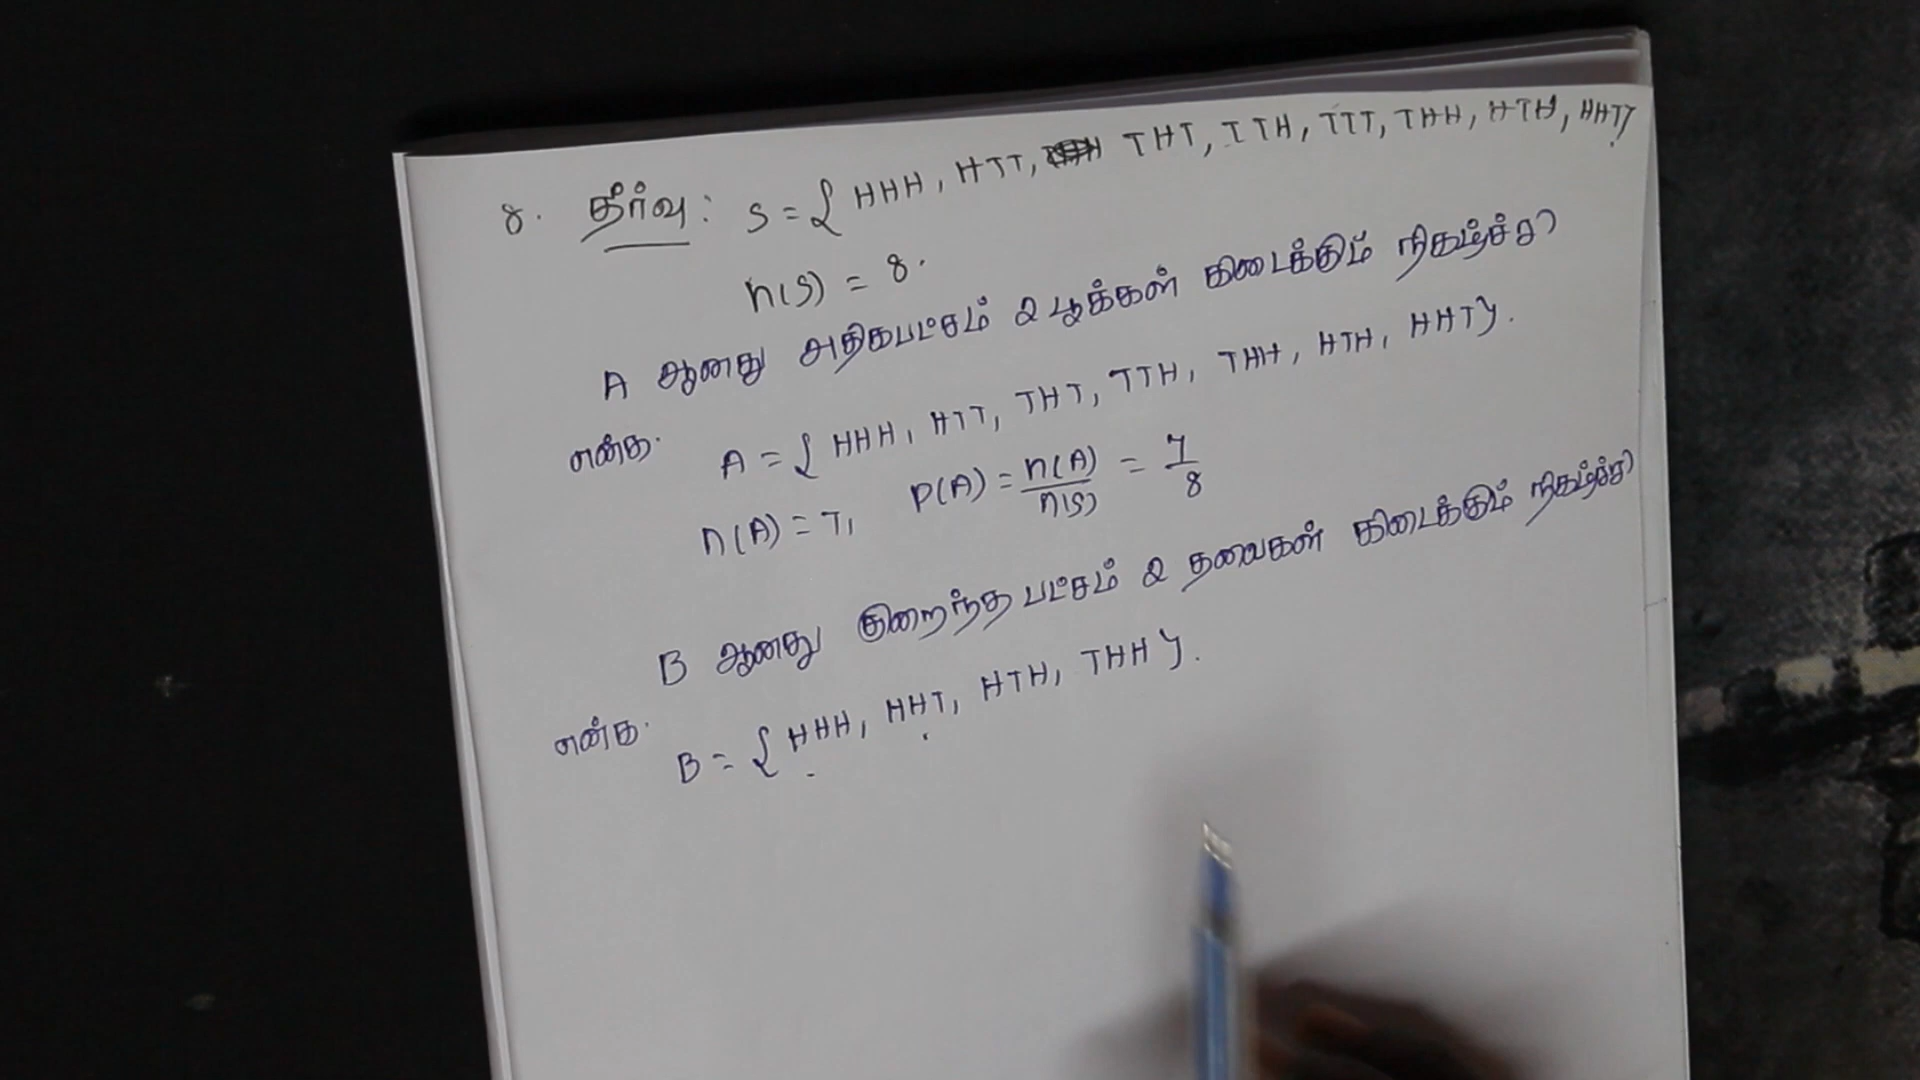 8. தீர்வு: S = { HHH, HTT, THT, TTH, TTT, THH, HTH, HHT}
n(S) = 8.
A ஆனது அதிகபட்சம் 2 பூக்கள் கிடைக்கும் நிகழ்ச்சி
என்க. A = { HHH, HTT, THT, TTH, THH, HTH, HHT}.
n(A) = 7, P(A) = n(A)/n(S) = 7/8
B ஆனது குறைந்த பட்சம் 2 தலைகள் கிடைக்கும் நிகழ்ச்சி
என்க. B = { HHH, HHT, HTH, THH }.